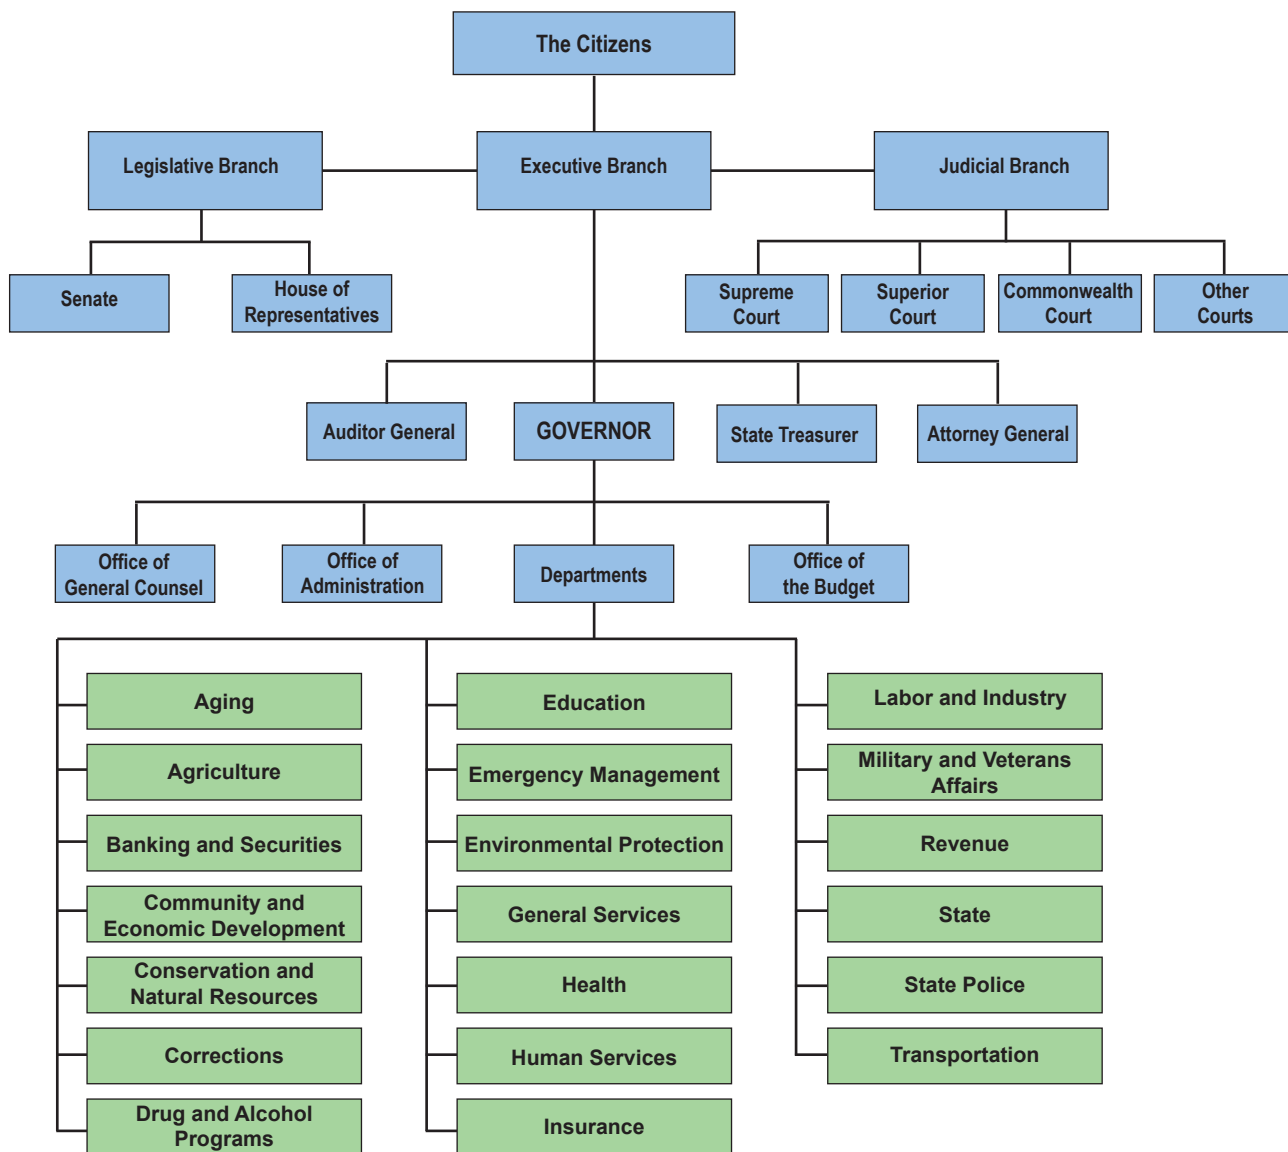 The Citizens
Legislative Branch
Executive Branch
Judicial Branch
Senate
House of
Representatives
Supreme
Court
Superior
Court
Commonwealth
Court
Other
Courts
Auditor General
GOVERNOR
State Treasurer
Attorney General
Office of
General Counsel
Office of
Administration
Departments
Office of
the Budget
Aging
Agriculture
Banking and Securities
Community and
Economic Development
Conservation and
Natural Resources
Corrections
Drug and Alcohol
Programs
Education
Emergency Management
Environmental Protection
General Services
Health
Human Services
Insurance
Labor and Industry
Military and Veterans
Affairs
Revenue
State
State Police
Transportation